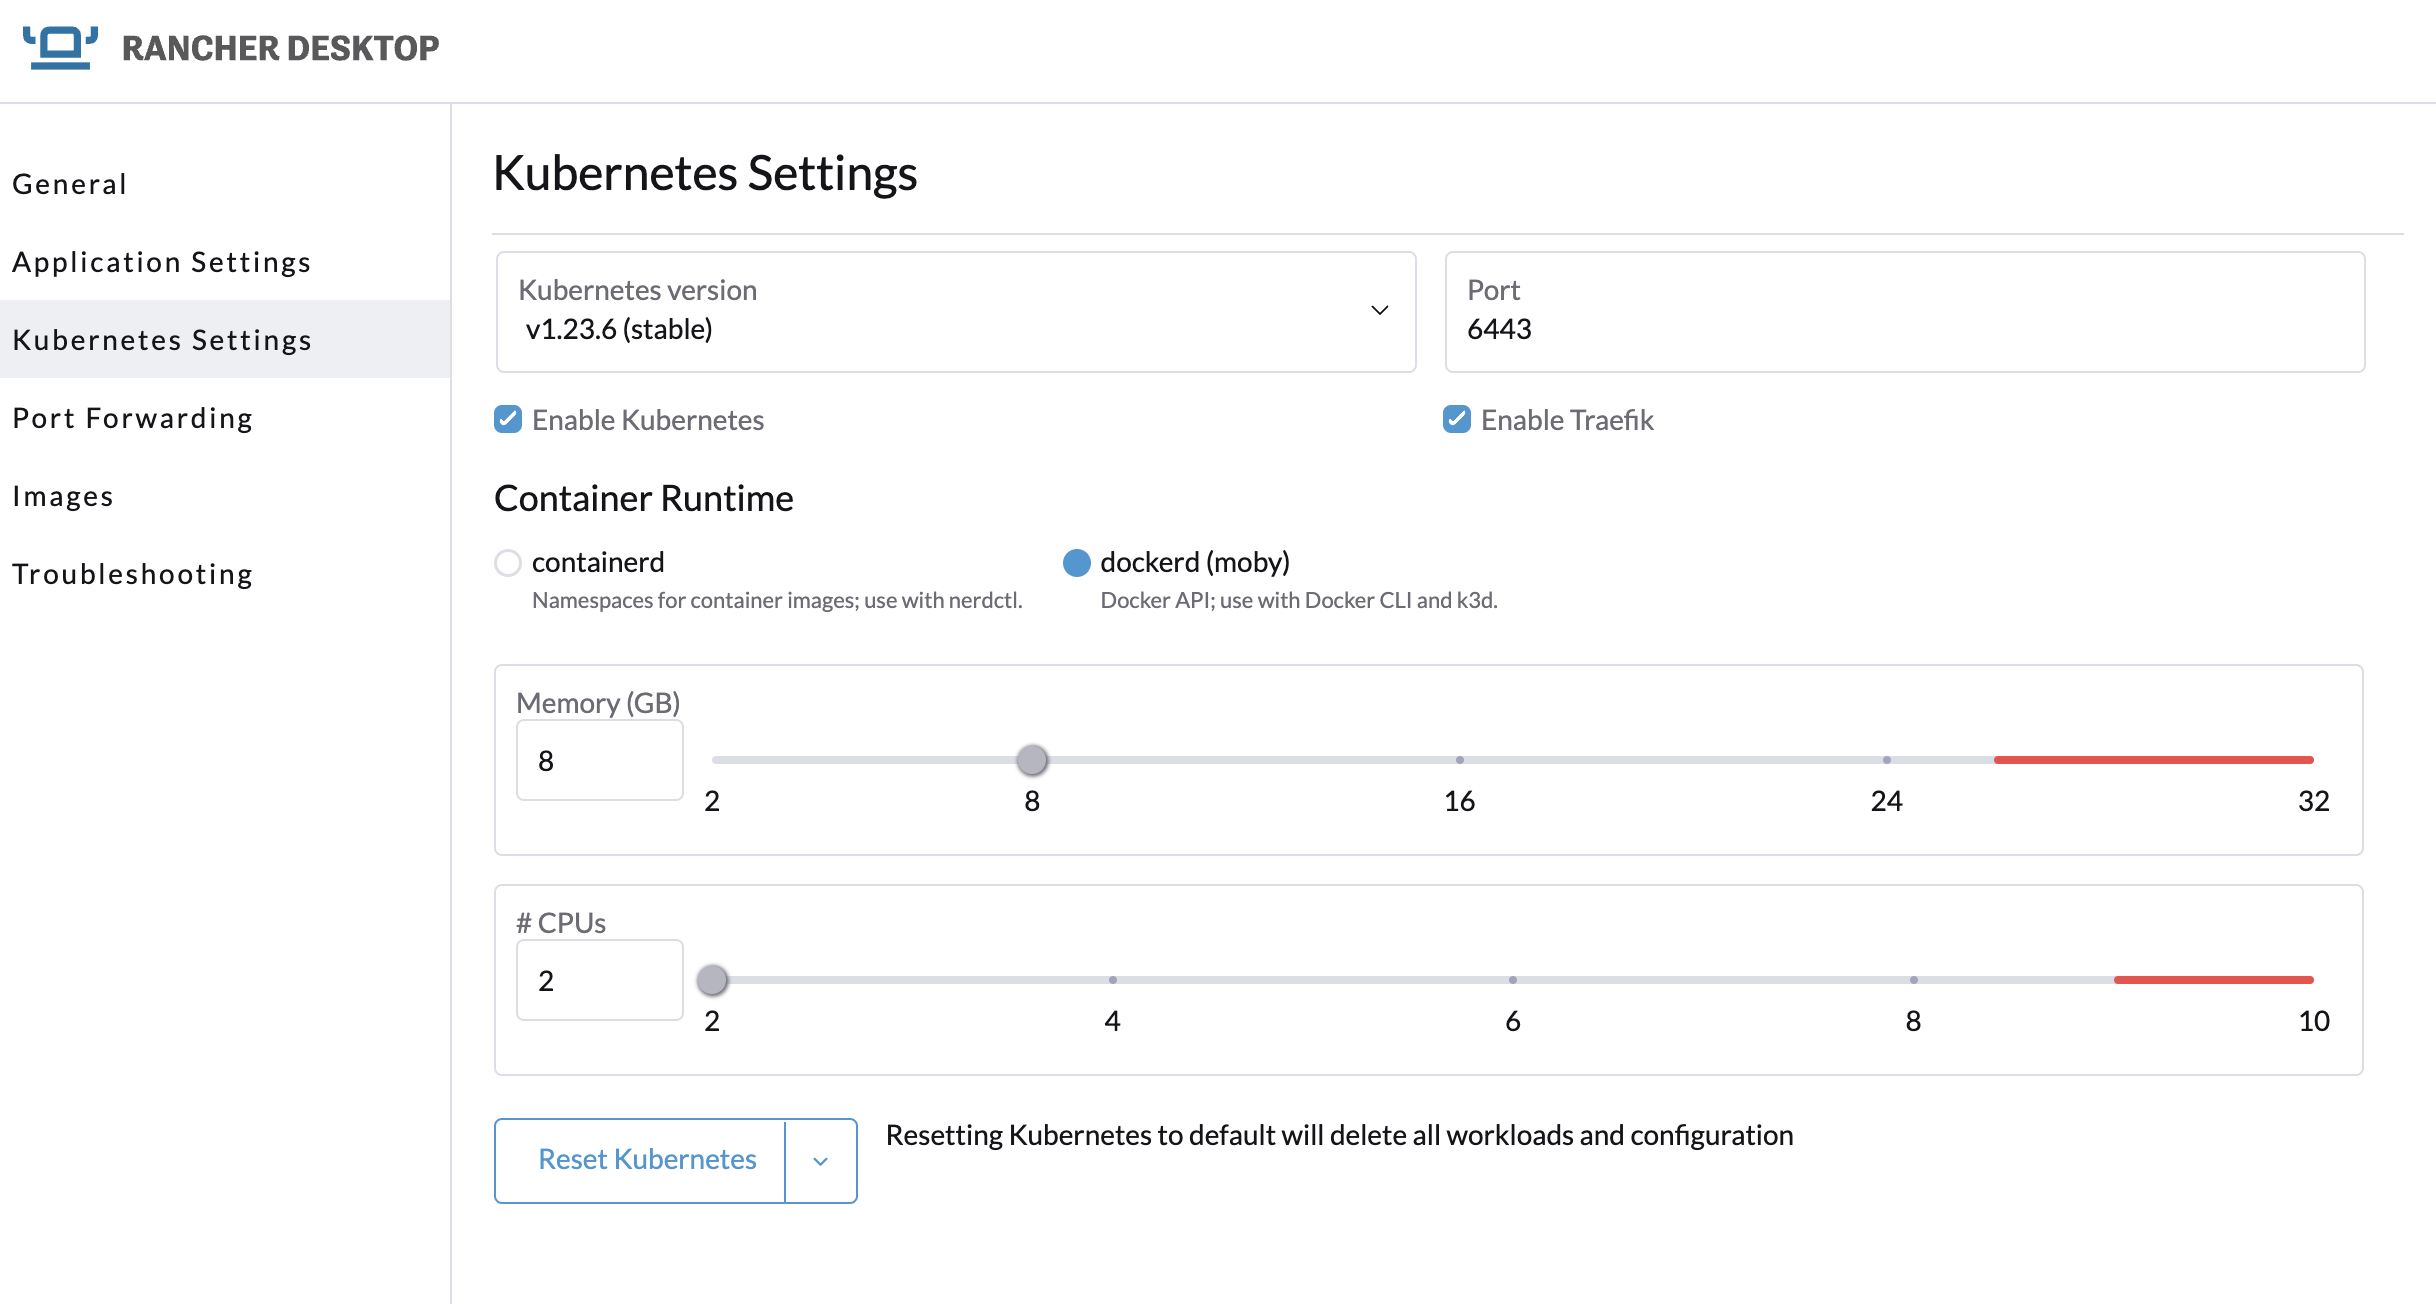 RANCHER DESKTOP
General
Application Settings
Kubernetes Settings
Port Forwarding
Images
Troubleshooting
Kubernetes Settings
Kubernetes version
v1.23.6 (stable)
Port
6443
Enable Kubernetes
Enable Traefik
Container Runtime
containerd
Namespaces for container images; use with nerdctl.
dockerd (moby)
Docker API; use with Docker CLI and k3d.
Memory (GB)
8
2 8 16 24 32
# CPUs
2
2 4 6 8 10
Reset Kubernetes
Resetting Kubernetes to default will delete all workloads and configuration